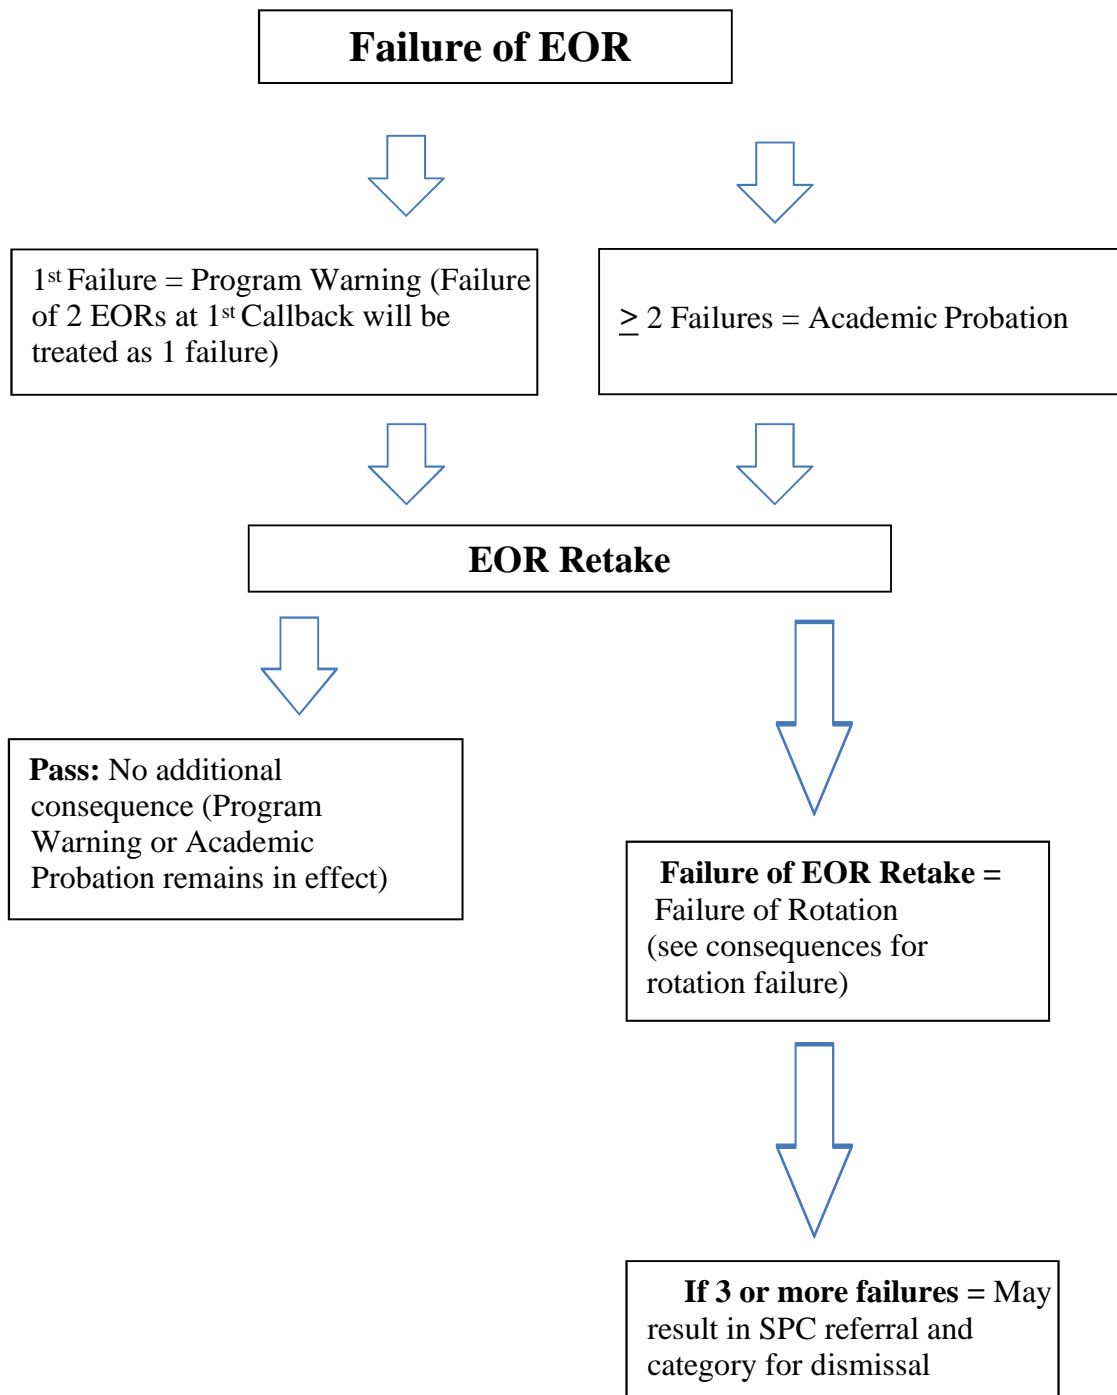 Failure of EOR
1st Failure = Program Warning (Failure
of 2 EORs at 1st Callback will be
treated as 1 failure)
≥ 2 Failures = Academic Probation
EOR Retake
Pass: No additional
consequence (Program
Warning or Academic
Probation remains in effect)
Failure of EOR Retake =
Failure of Rotation
(see consequences for
rotation failure)
If 3 or more failures = May
result in SPC referral and
category for dismissal